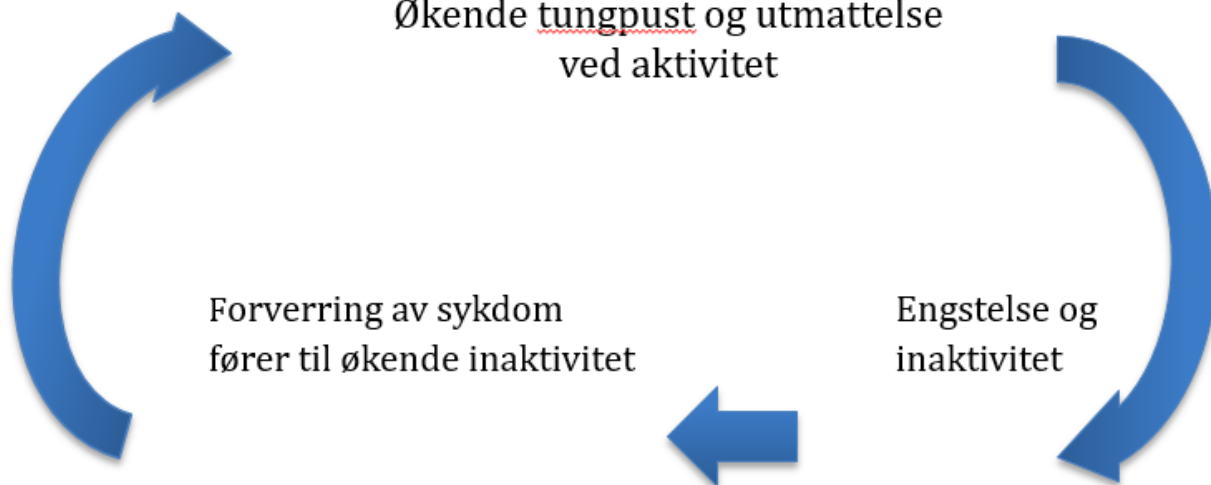 Økende tungpust og utmattelse
ved aktivitet
Forverring av sykdom
fører til økende inaktivitet
Engstelse og
inaktivitet